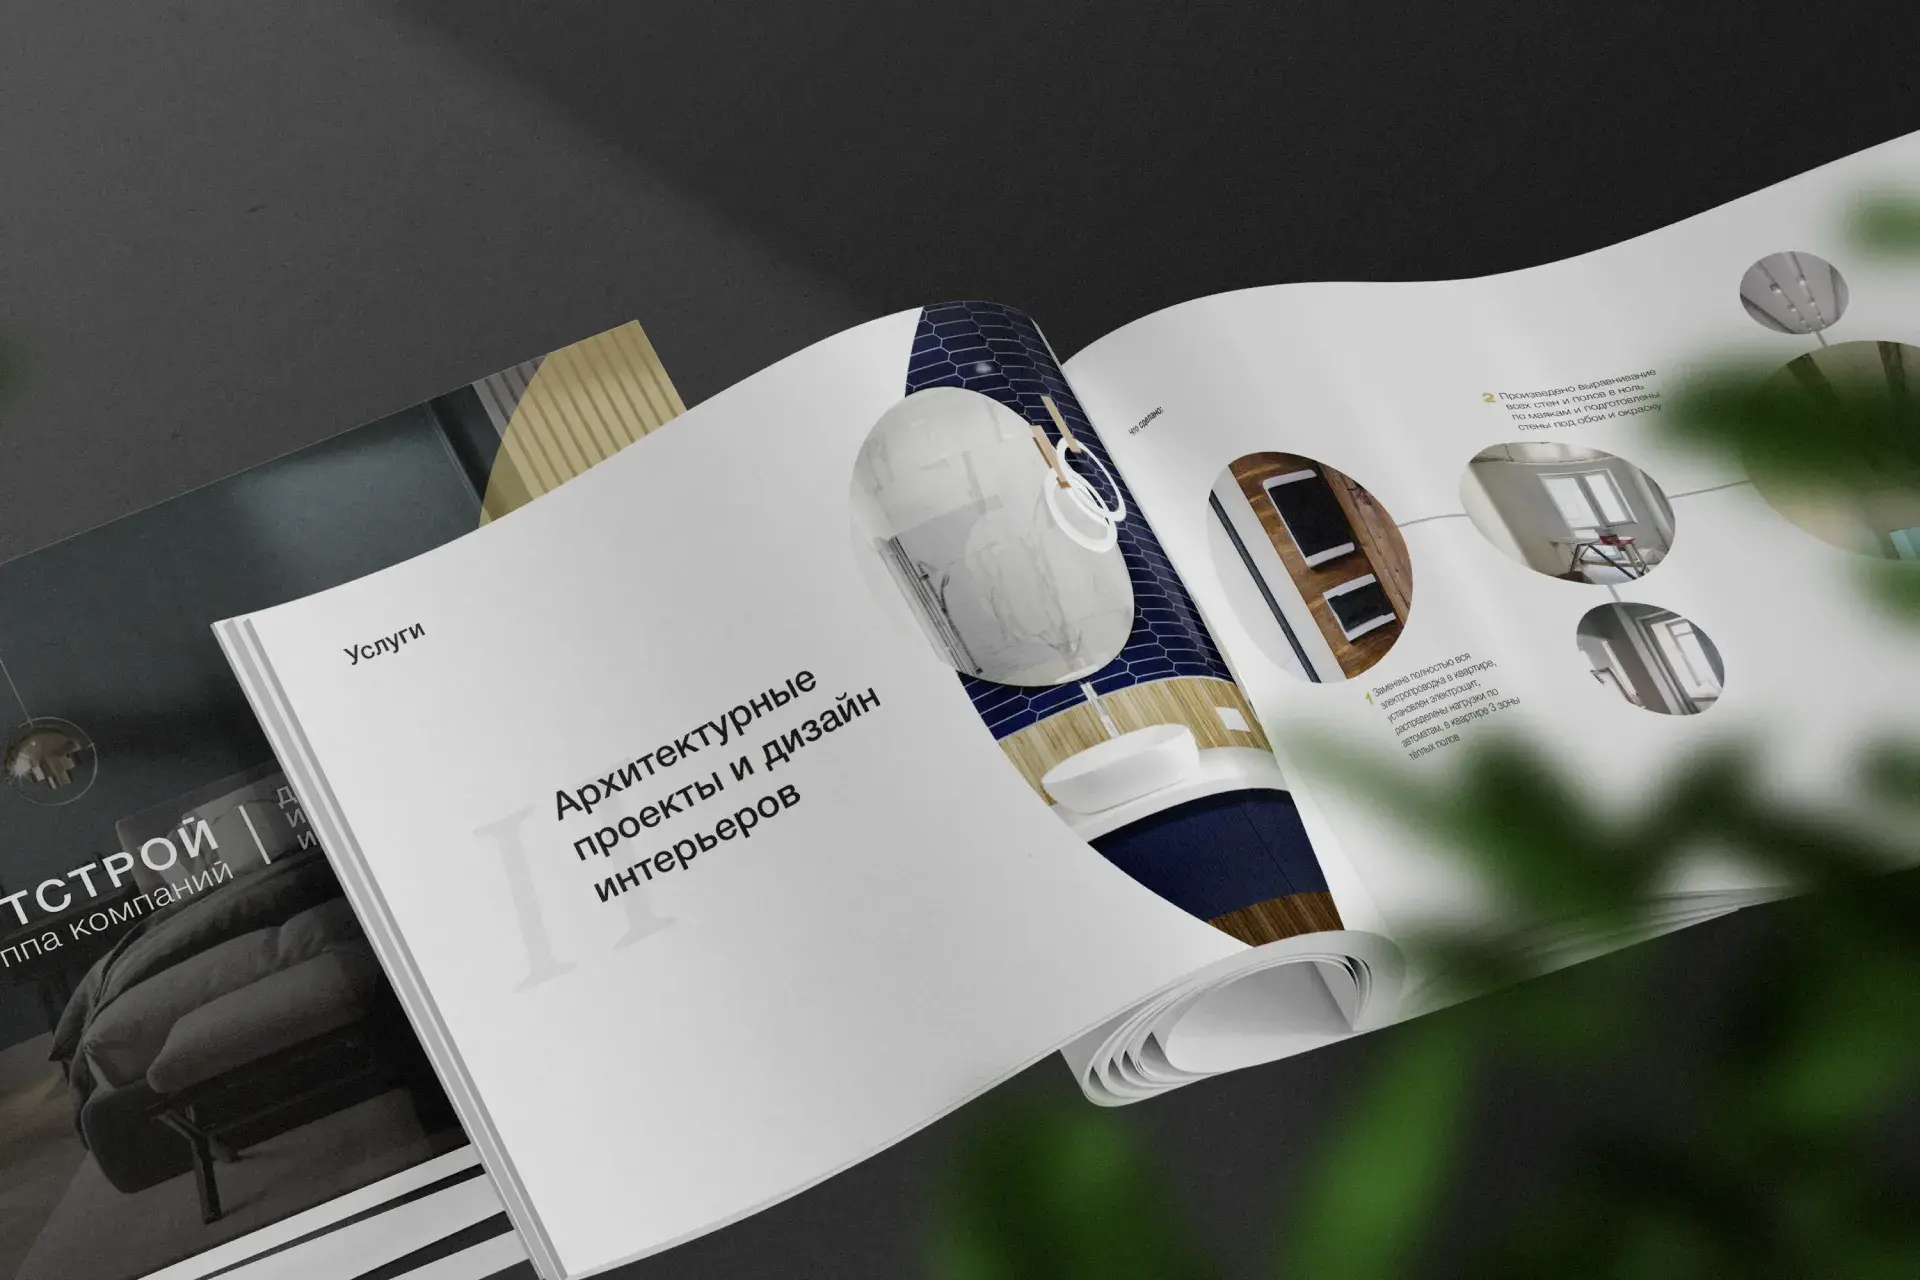 Услуги
II
Архитектурные
проекты и дизайн
интерьеров
что сделано:
1 Заменена полностью вся
электропроводка в квартире,
установлен электрощит,
распределены нагрузки по
автоматам, в квартире 3 зоны
тёплых полов
2 Произведено выравнивание
всех стен и полов в ноль
по маякам и подготовлены
стены под обои и окраску
ТСТРОЙ
ппа компаний